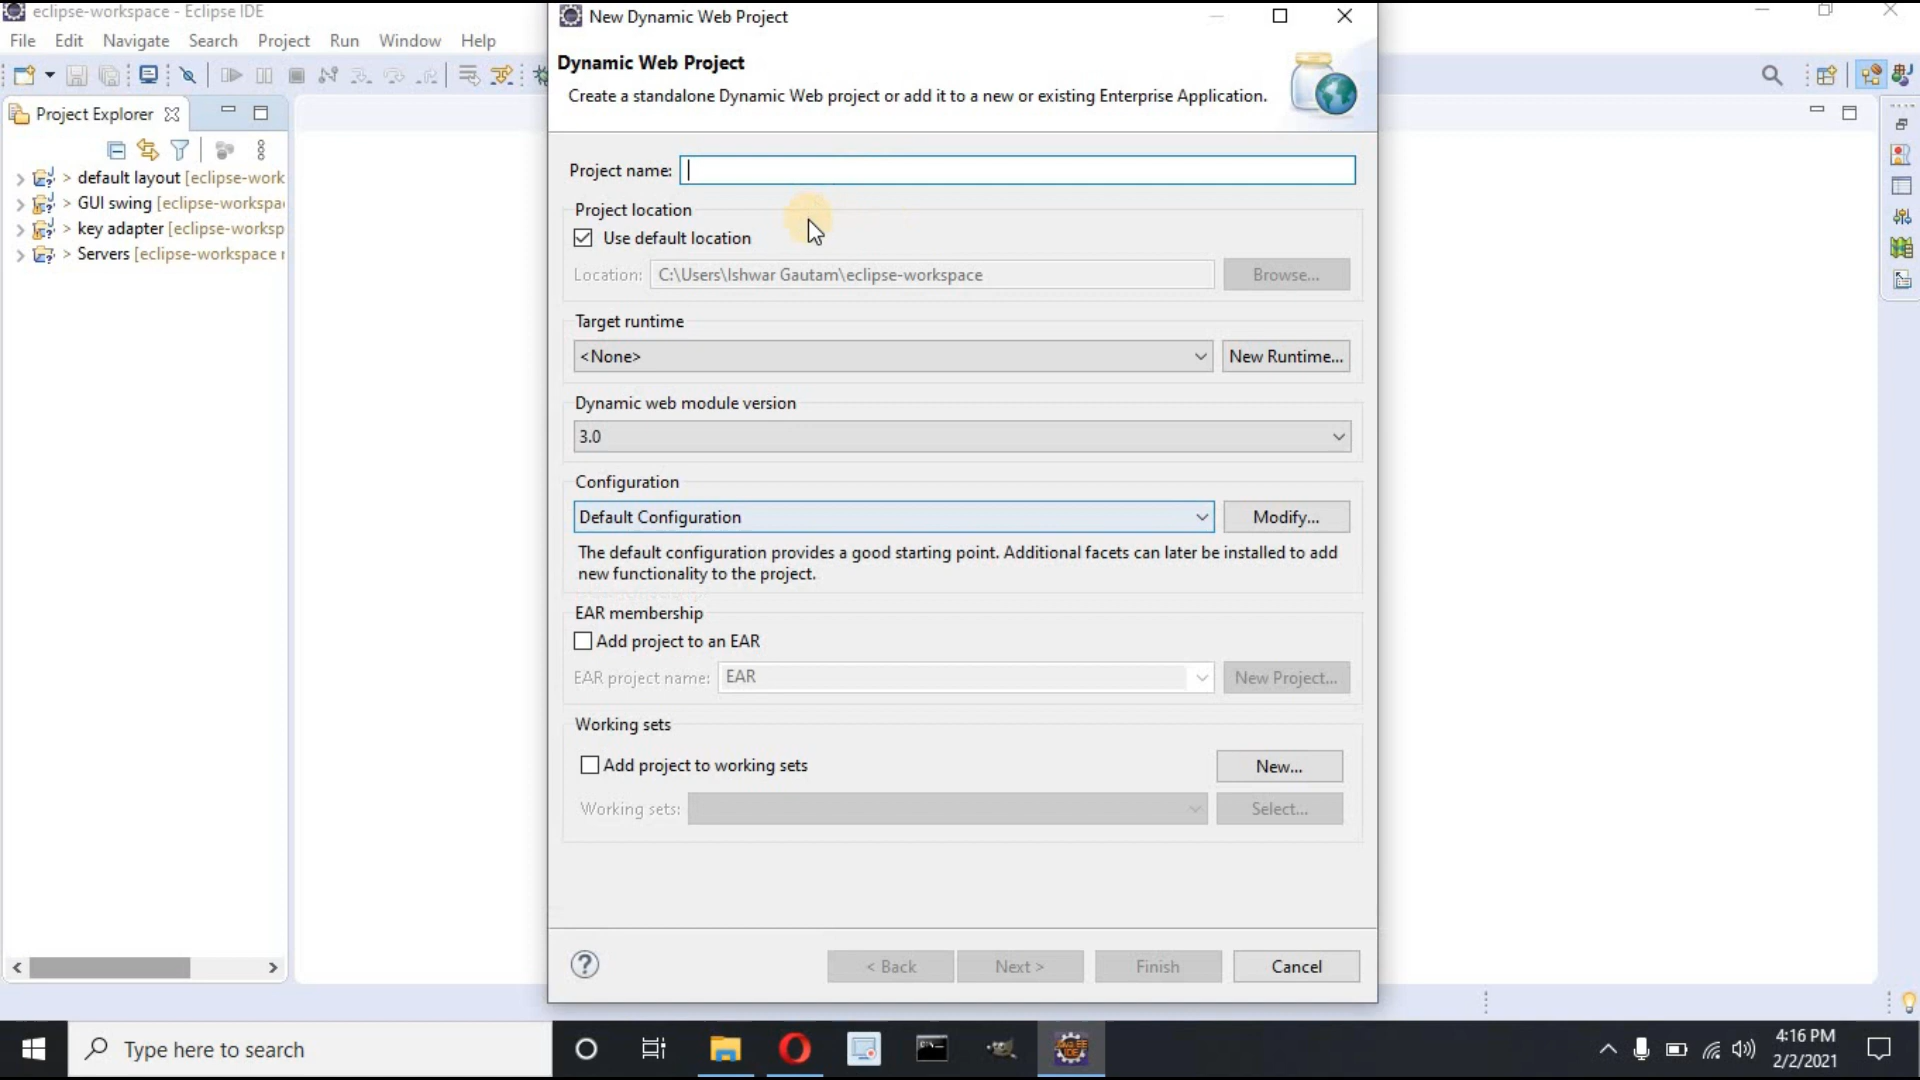 eclipse-workspace - Eclipse IDE
File Edit Navigate Search Project Run Window Help
Project Explorer
> default layout [eclipse-work
> GUI swing [eclipse-workspa
> key adapter [eclipse-worksp
> Servers [eclipse-workspace
New Dynamic Web Project
Dynamic Web Project
Create a standalone Dynamic Web project or add it to a new or existing Enterprise Application.
Project name:
Project location
Use default location
Location: C:\Users\Ishwar Gautam\eclipse-workspace Browse...
Target runtime
<None> New Runtime...
Dynamic web module version
3.0
Configuration
Default Configuration Modify...
The default configuration provides a good starting point. Additional facets can later be installed to add
new functionality to the project.
EAR membership
Add project to an EAR
EAR project name: EAR New Project...
Working sets
Add project to working sets New...
Working sets: Select...
? < Back Next > Finish Cancel
Type here to search
4:16 PM
2/2/2021